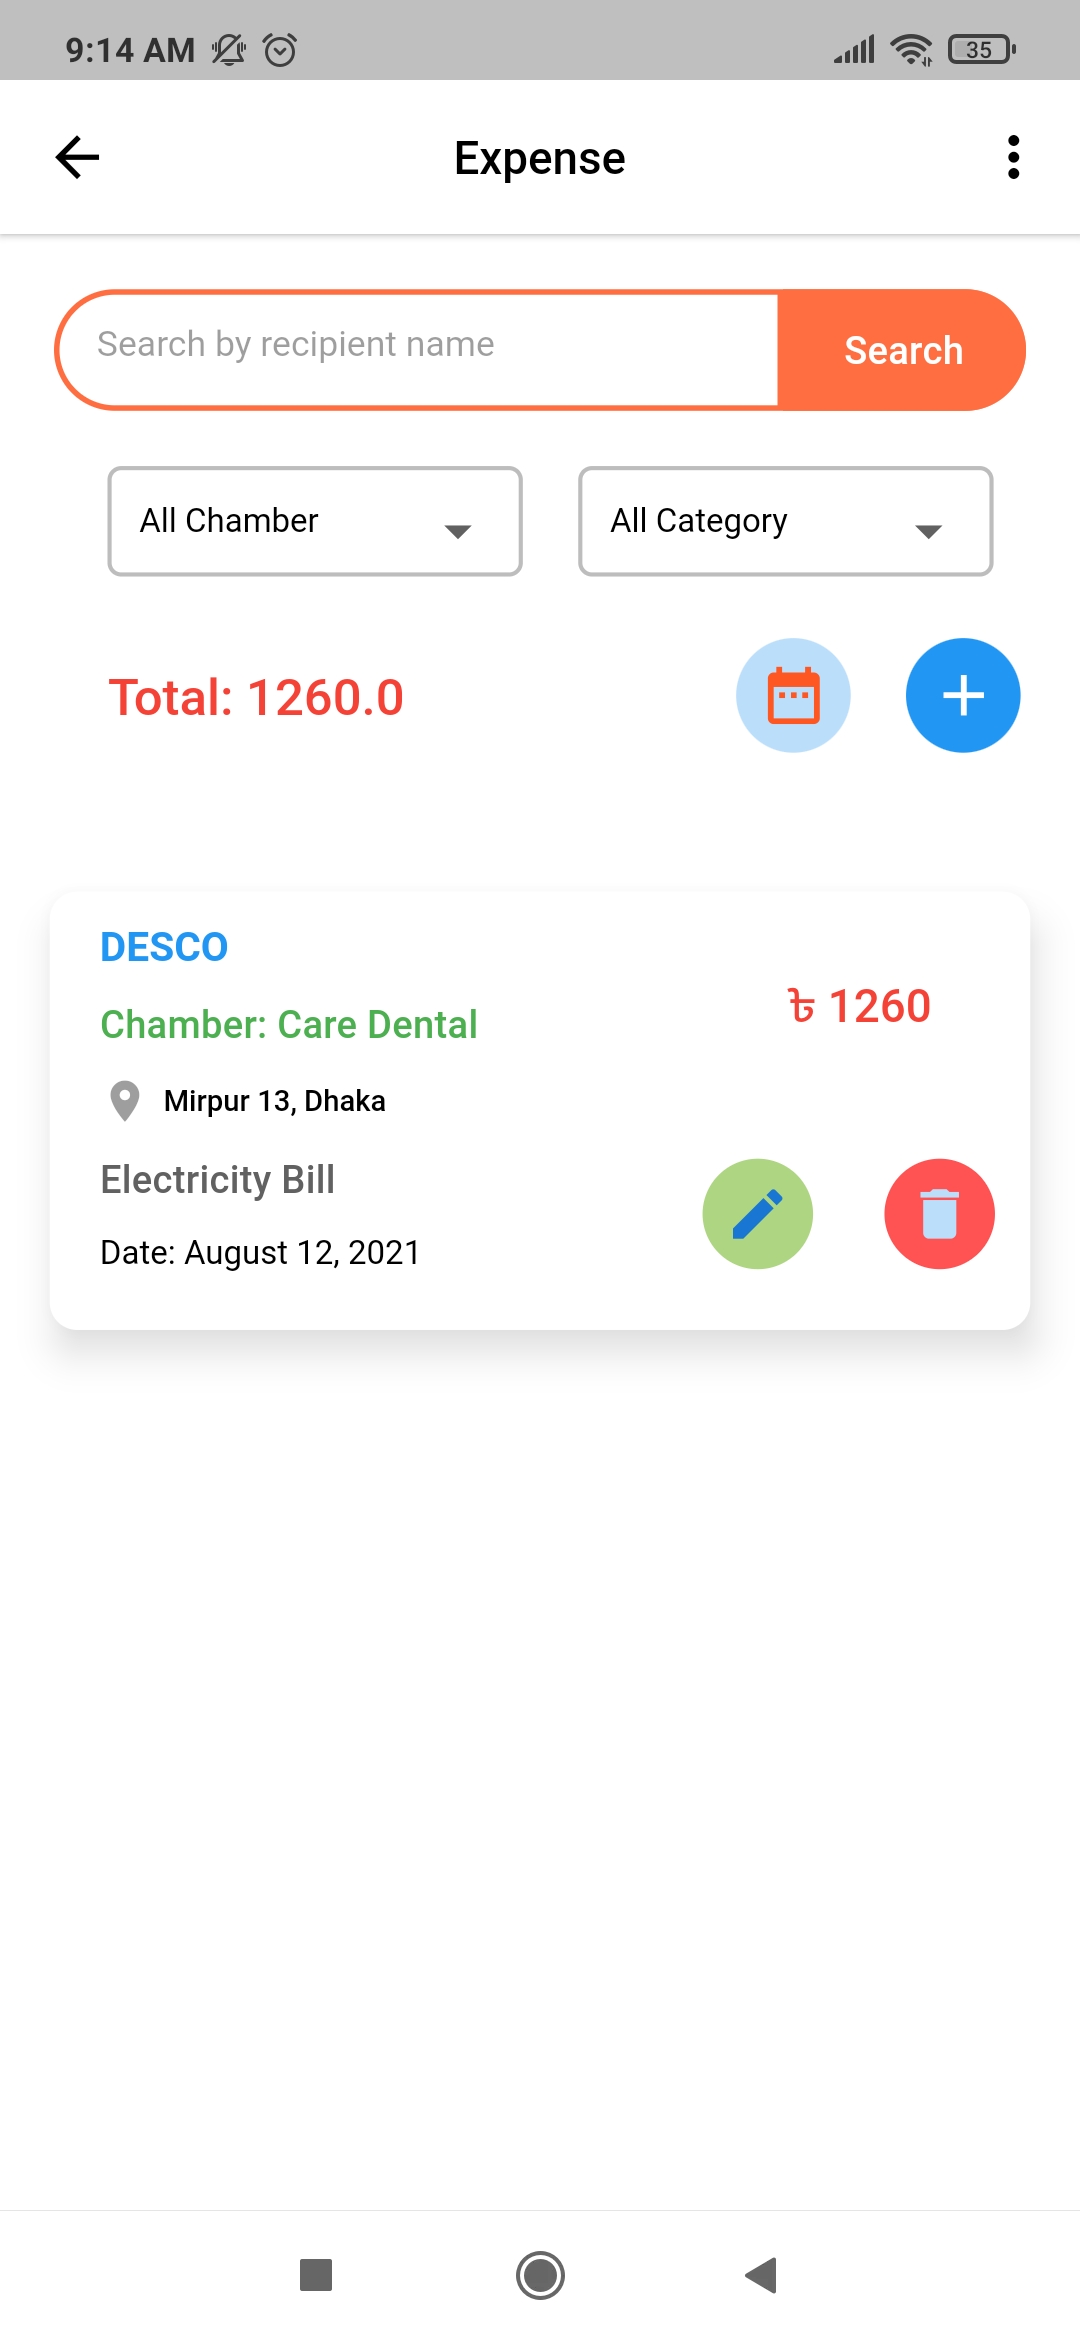 9:14 AM
35
Expense
Search by recipient name
Search
All Chamber
All Category
Total: 1260.0
DESCO
Chamber: Care Dental
৳ 1260
Mirpur 13, Dhaka
Electricity Bill
Date: August 12, 2021